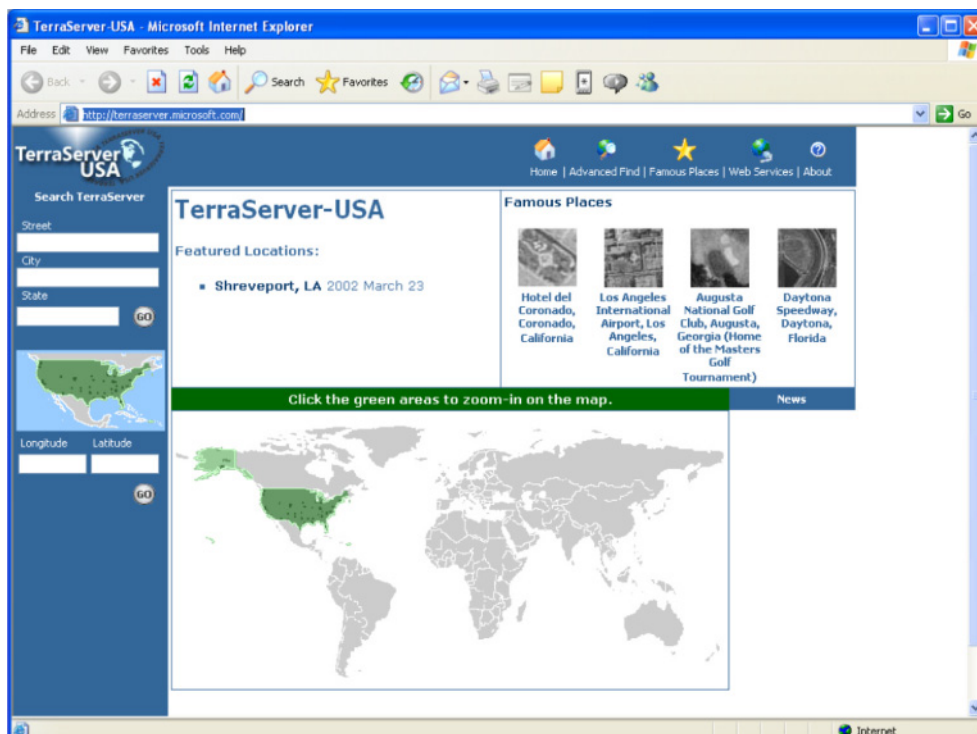 TerraServer-USA - Microsoft Internet Explorer
File Edit View Favorites Tools Help
Back Search Favorites
Address http://terraserver.microsoft.com/ Go
TerraServer
USA
Home | Advanced Find | Famous Places | Web Services | About
Search TerraServer
Street
City
State
GO
Longitude Latitude
GO
TerraServer-USA
Featured Locations:
Shreveport, LA 2002 March 23
Famous Places
Hotel del
Coronado,
Coronado,
California
Los Angeles
International
Airport, Los
Angeles,
California
Augusta
National Golf
Club, Augusta,
Georgia (Home
of the Masters
Golf
Tournament)
Daytona
Speedway,
Daytona,
Florida
Click the green areas to zoom-in on the map.
News
Internet